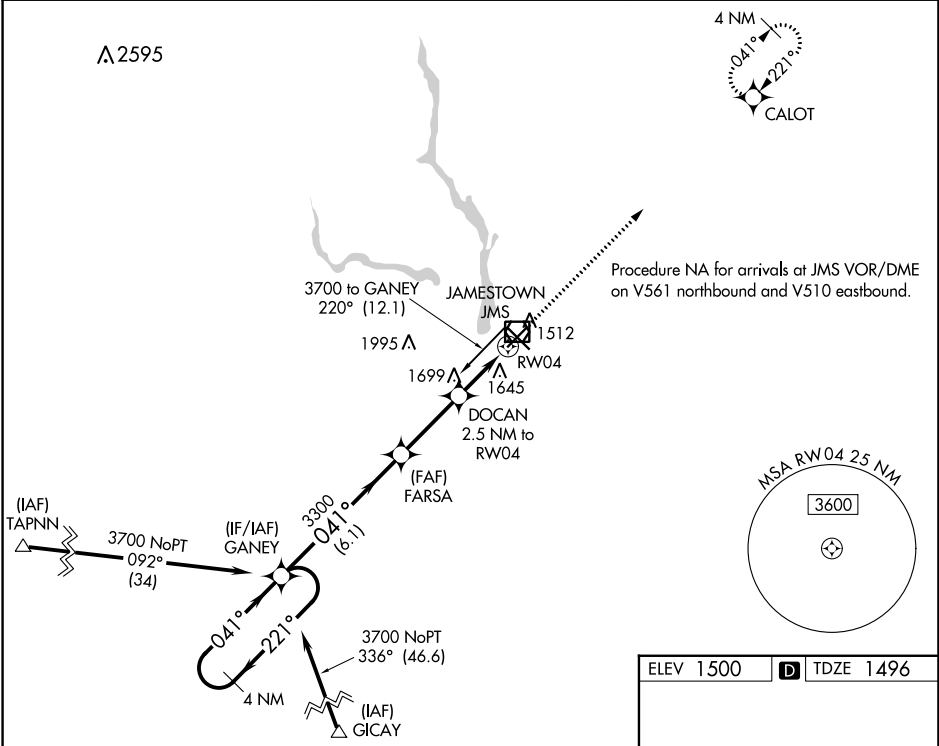 4 NM
2595
041°
221°
CALOT
Procedure NA for arrivals at JMS VOR/DME
on V561 northbound and V510 eastbound.
3700 to GANEY
220° (12.1)
JAMESTOWN
JMS
1512
1995
RW04
1699
1645
DOCAN
2.5 NM to
RW04
(FAF)
FARSA
MSA RW04 25 NM
3600
(IAF)
TAPNN
3700 NoPT
092°
(34)
(IF/IAF)
GANEY
3300
041°
(6.1)
041°
221°
4 NM
3700 NoPT
336° (46.6)
(IAF)
GICAY
ELEV 1500 D TDZE 1496